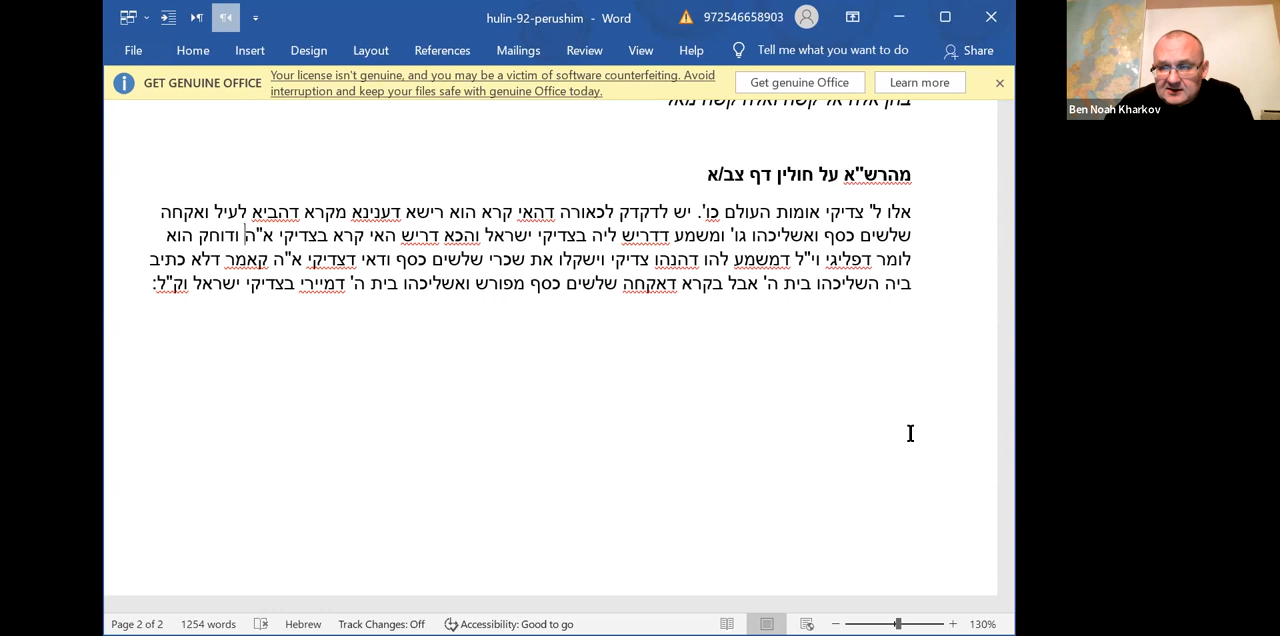 hulin-92-perushim - Word
972546658903
File Home Insert Design Layout References Mailings Review View Help Tell me what you want to do Share
GET GENUINE OFFICE Your license isn't genuine, and you may be a victim of software counterfeiting. Avoid interruption and keep your files safe with genuine Office today. Get genuine Office Learn more
Ben Noah Kharkov
מהרש"א על חולין דף צב/א
אלו ל' צדיקי אומות העולם כו'. יש לדקדק לכאורה דהאי קרא הוא רישא דענינא מקרא דהביא לעיל ואקחה
שלשים כסף ואשליכהו גו' ומשמע דדריש ליה בצדיקי ישראל והכא דריש האי קרא בצדיקי א"ה ודוחק הוא
לומר דפליגי וי"ל דמשמע להו דהנהו צדיקי וישקלו את שכרי שלשים כסף ודאי דצדיקי א"ה קאמר דלא כתיב
ביה השליכהו בית ה' אבל בקרא דאקחה שלשים כסף מפורש ואשליכהו בית ה' דמיירי בצדיקי ישראל וק"ל:
Page 2 of 2 1254 words Hebrew Track Changes: Off Accessibility: Good to go 130%